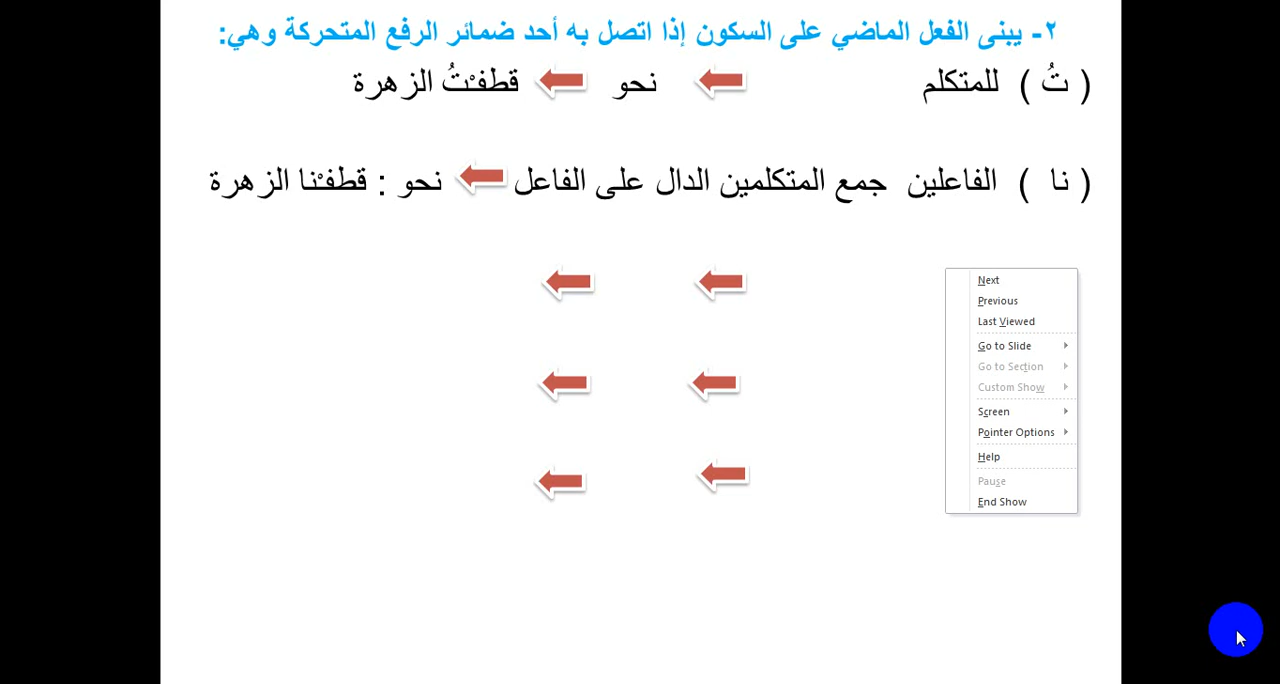 ٢- يبنى الفعل الماضي على السكون إذا اتصل به أحد ضمائر الرفع المتحركة وهي:
( تُ ) للمتكلم نحو قطفْتُ الزهرة
( نا ) الفاعلين جمع المتكلمين الدال على الفاعل نحو : قطفْنا الزهرة
Next
Previous
Last Viewed
Go to Slide
Go to Section
Custom Show
Screen
Pointer Options
Help
Pause
End Show